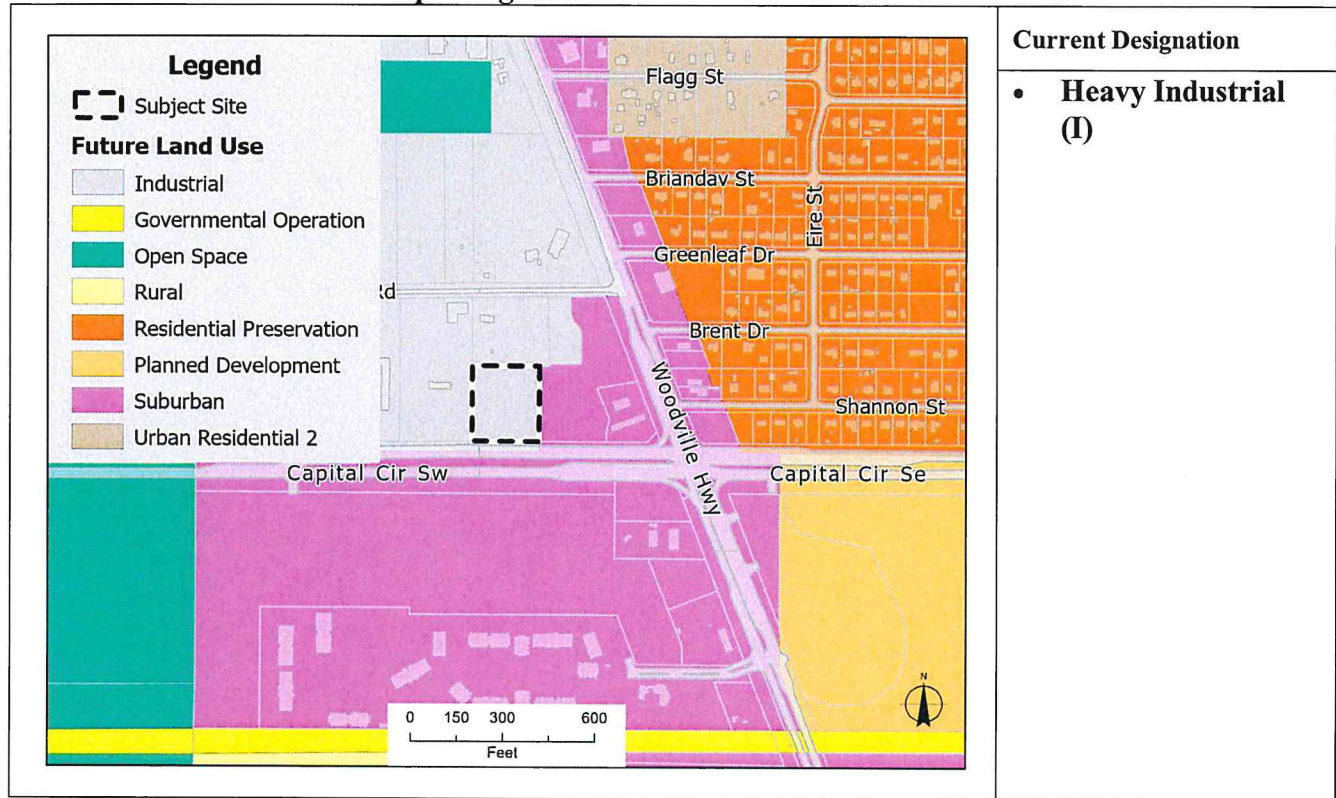 Current Designation
• Heavy Industrial
(I)
Legend
Subject Site
Future Land Use
Industrial
Governmental Operation
Open Space
Rural
Residential Preservation
Planned Development
Suburban
Urban Residential 2
Flagg St
Briandav St
Eire St
Greenleaf Dr
Rd
Brent Dr
Woodville Hwy
Shannon St
Capital Cir Sw
Capital Cir Se
N
0 150 300 600
Feet